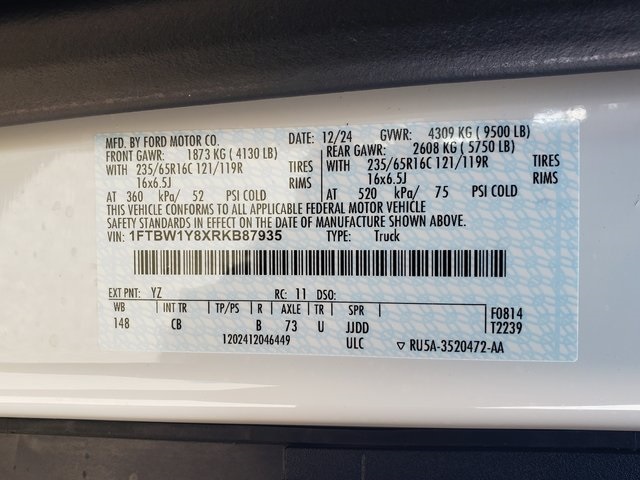 MFD. BY FORD MOTOR CO. DATE: 12/24 GVWR: 4309 KG ( 9500 LB)
FRONT GAWR: 1873 KG ( 4130 LB) REAR GAWR: 2608 KG ( 5750 LB)
WITH 235/65R16C 121/119R TIRES WITH 235/65R16C 121/119R TIRES
16x6.5J RIMS 16x6.5J RIMS
AT 360 kPa/ 52 PSI COLD AT 520 kPa/ 75 PSI COLD
THIS VEHICLE CONFORMS TO ALL APPLICABLE FEDERAL MOTOR VEHICLE
SAFETY STANDARDS IN EFFECT ON THE DATE OF MANUFACTURE SHOWN ABOVE.
VIN: 1FTBW1Y8XRKB87935 TYPE: Truck
EXT PNT: YZ RC: 11 DSO:
WB INT TR TP/PS R AXLE TR SPR F0814
148 CB B 73 U JJDD T2239
1202412046449 ULC ▽ RU5A-3520472-AA